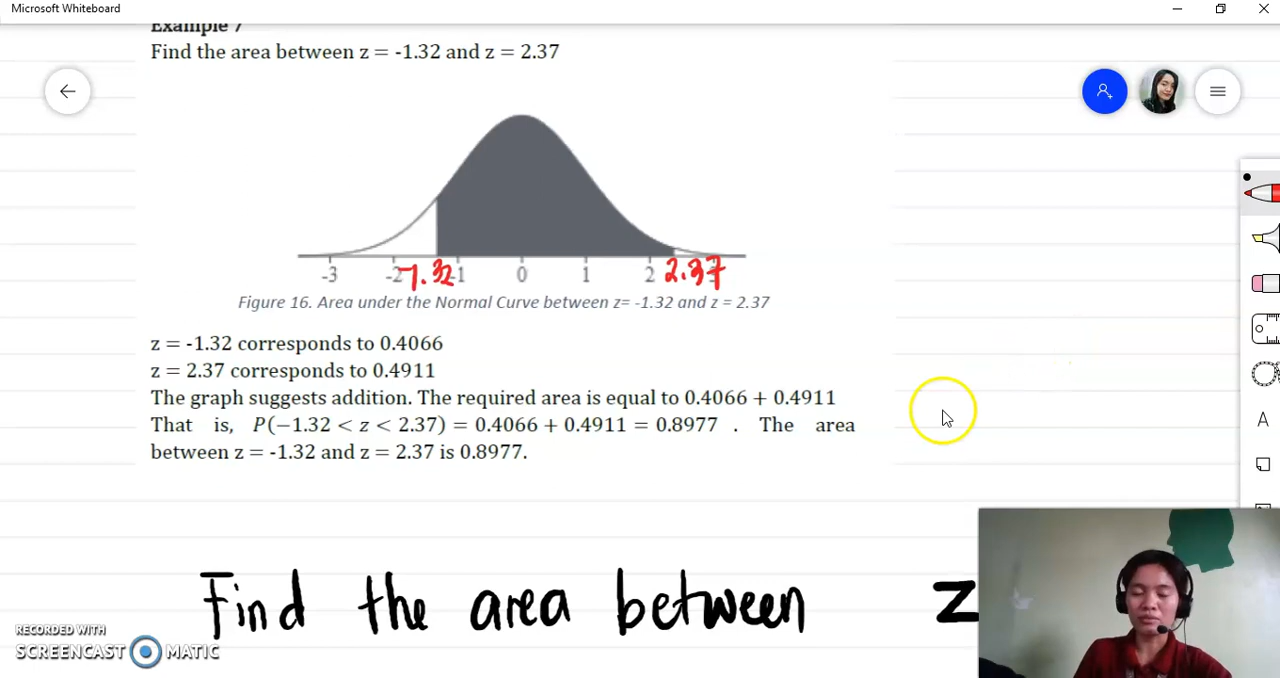 Microsoft Whiteboard
Example 7
Find the area between z = -1.32 and z = 2.37
-3 -2 -1.32 -1 0 1 2 2.37
Figure 16. Area under the Normal Curve between z= -1.32 and z = 2.37
z = -1.32 corresponds to 0.4066
z = 2.37 corresponds to 0.4911
The graph suggests addition. The required area is equal to 0.4066 + 0.4911
That is, P(−1.32 < z < 2.37) = 0.4066 + 0.4911 = 0.8977 . The area
between z = -1.32 and z = 2.37 is 0.8977.
A
Find the area between z
RECORDED WITH
SCREENCAST MATIC